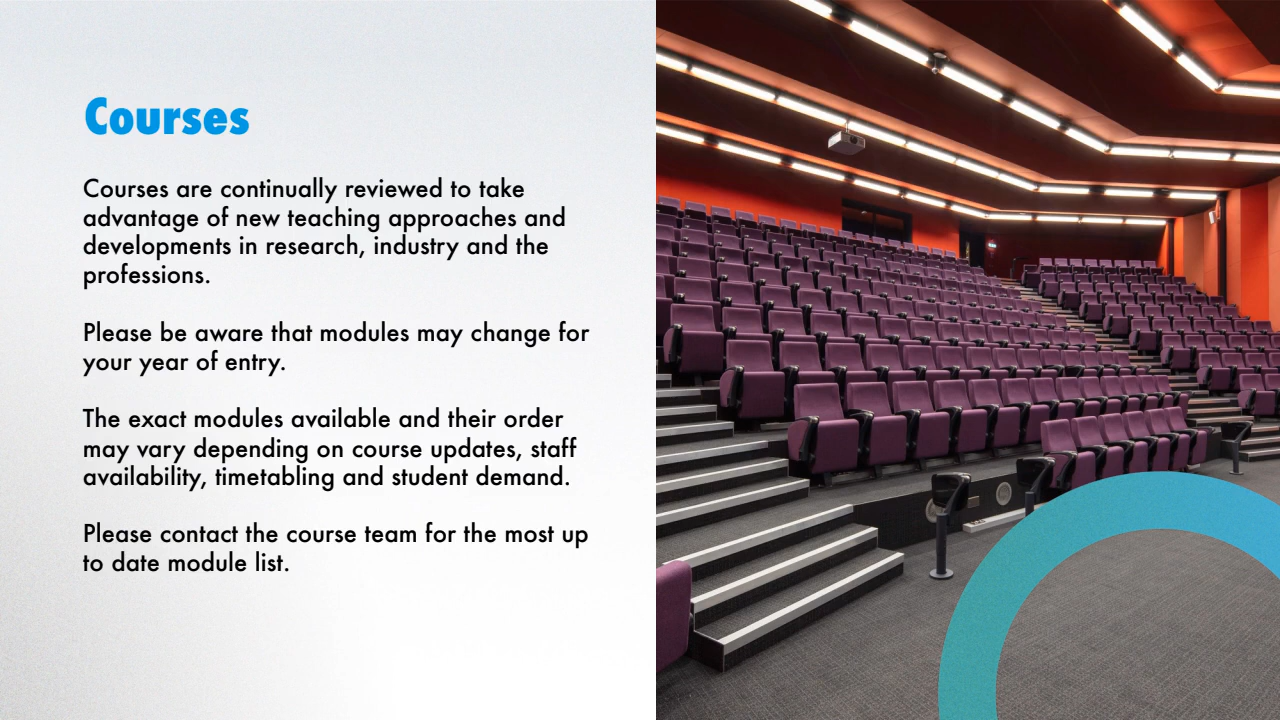 Courses
Courses are continually reviewed to take
advantage of new teaching approaches and
developments in research, industry and the
professions.
Please be aware that modules may change for
your year of entry.
The exact modules available and their order
may vary depending on course updates, staff
availability, timetabling and student demand.
Please contact the course team for the most up
to date module list.